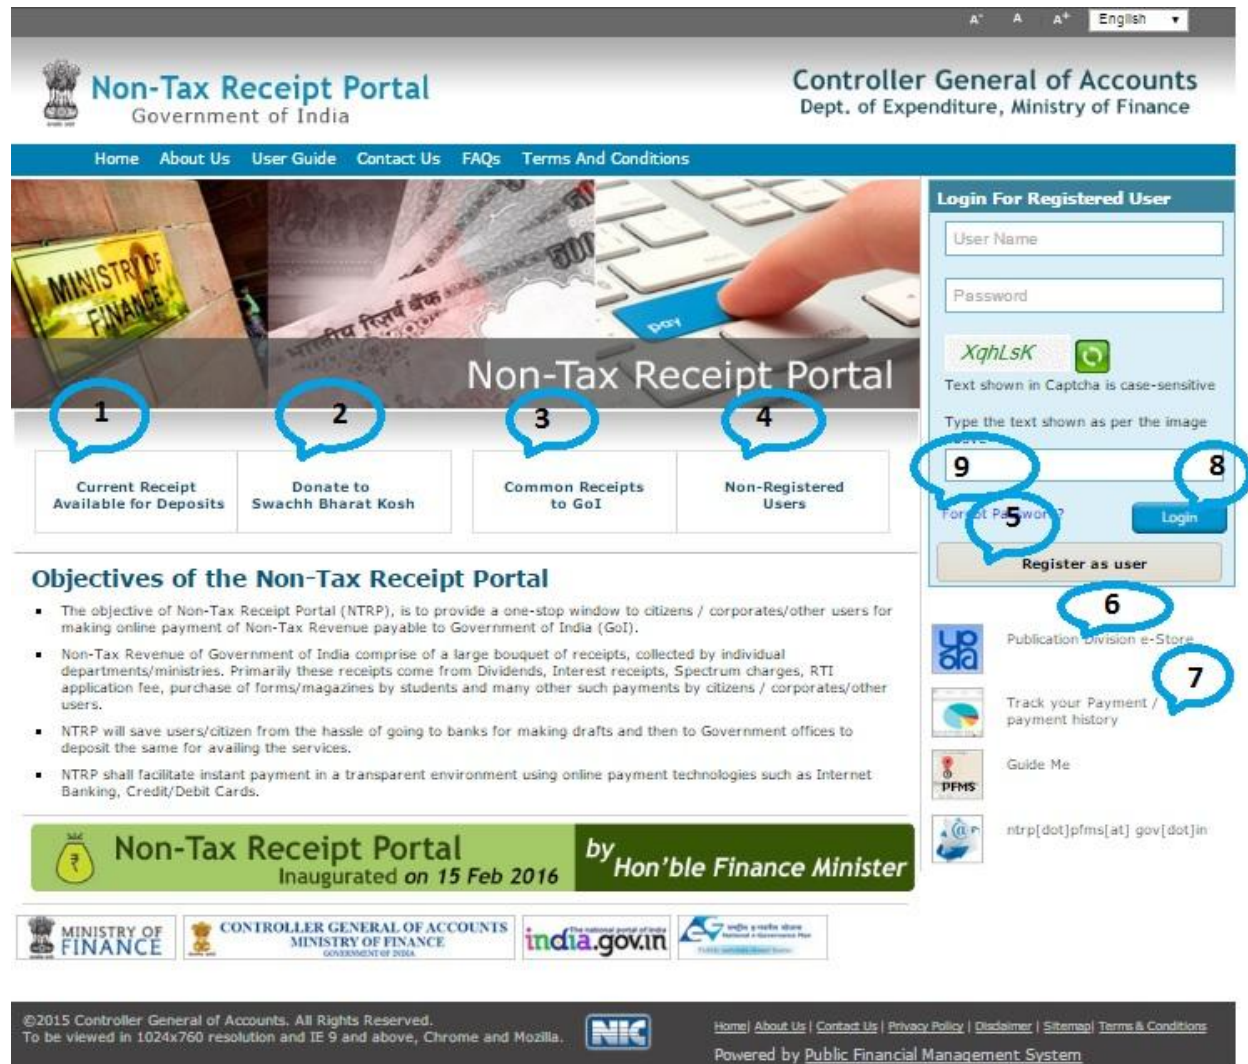 A- A A+ English
Non-Tax Receipt Portal
Government of India
Controller General of Accounts
Dept. of Expenditure, Ministry of Finance
Home About Us User Guide Contact Us FAQs Terms And Conditions
MINISTRY OF
FINANCE
भारतीय रिज़र्व बैंक
500
pay
Non-Tax Receipt Portal
Login For Registered User
User Name
Password
XqhLsK
Text shown in Captcha is case-sensitive
Type the text shown as per the image
1 2 3 4
9 8
Current Receipt
Available for Deposits
Donate to
Swachh Bharat Kosh
Common Receipts
to GoI
Non-Registered
Users
5
Login
Register as user
Objectives of the Non-Tax Receipt Portal
▪ The objective of Non-Tax Receipt Portal (NTRP), is to provide a one-stop window to citizens / corporates/other users for
making online payment of Non-Tax Revenue payable to Government of India (GoI).
▪ Non-Tax Revenue of Government of India comprise of a large bouquet of receipts, collected by individual
departments/ministries. Primarily these receipts come from Dividends, Interest receipts, Spectrum charges, RTI
application fee, purchase of forms/magazines by students and many other such payments by citizens / corporates/other
users.
▪ NTRP will save users/citizen from the hassle of going to banks for making drafts and then to Government offices to
deposit the same for availing the services.
▪ NTRP shall facilitate instant payment in a transparent environment using online payment technologies such as Internet
Banking, Credit/Debit Cards.
6
Publication Division e-Store
7
Track your Payment /
payment history
PFMS
Guide Me
ntrp[dot]pfms[at] gov[dot]in
Non-Tax Receipt Portal
Inaugurated on 15 Feb 2016
by
Hon'ble Finance Minister
MINISTRY OF
FINANCE
CONTROLLER GENERAL OF ACCOUNTS
MINISTRY OF FINANCE
GOVERNMENT OF INDIA
The national portal of India
india.gov.in
National e-Governance Plan
©2015 Controller General of Accounts. All Rights Reserved.
To be viewed in 1024x760 resolution and IE 9 and above, Chrome and Mozilla.
NIC
Home| About Us | Contact Us | Privacy Policy | Disclaimer | Sitemap| Terms & Conditions
Powered by Public Financial Management System